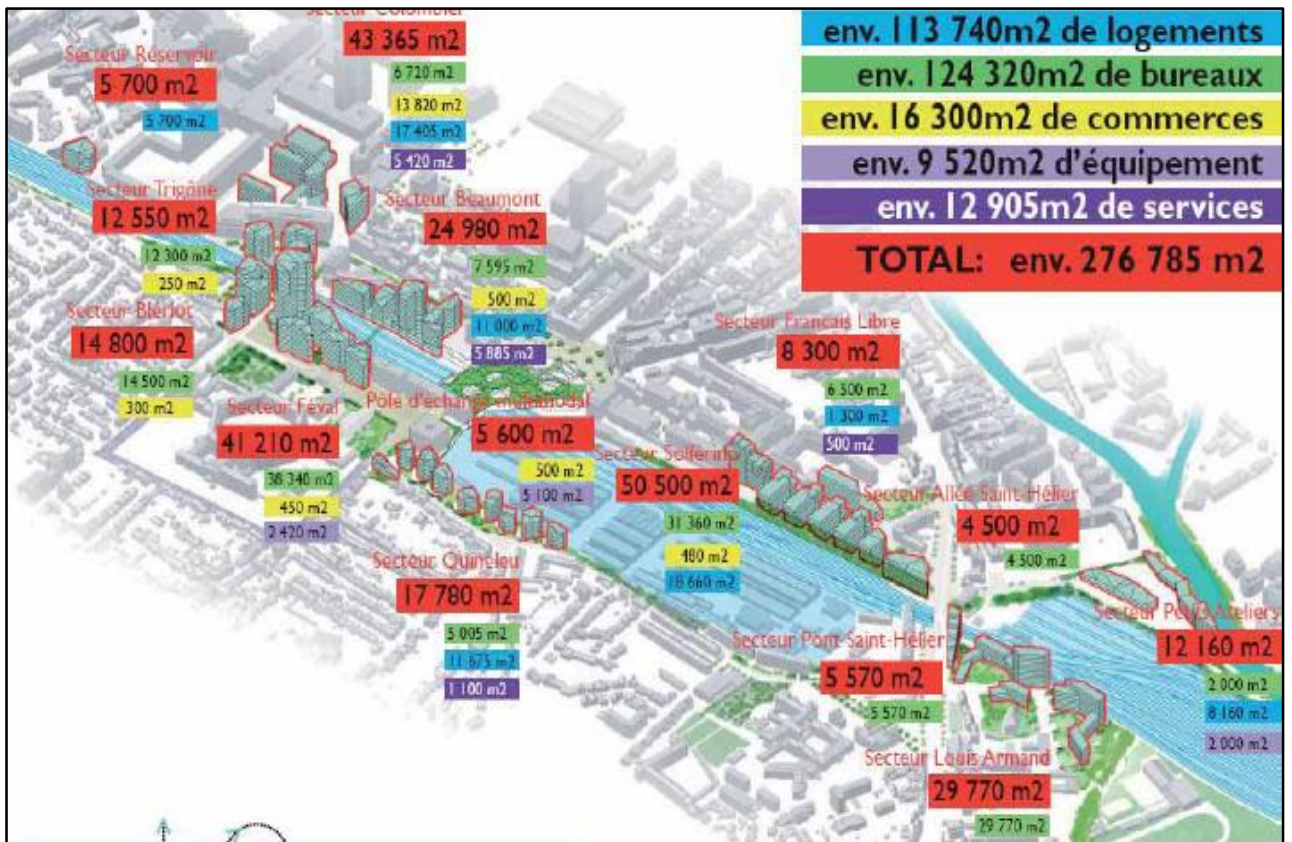 Secteur Colombier
43 365 m2
6 720 m2
13 820 m2
17 405 m2
5 420 m2
Secteur Réservoir
5 700 m2
5 700 m2
env. 113 740m2 de logements
env. 124 320m2 de bureaux
env. 16 300m2 de commerces
env. 9 520m2 d'équipement
env. 12 905m2 de services
TOTAL: env. 276 785 m2
Secteur Trigône
12 550 m2
12 300 m2
250 m2
Secteur Beaumont
24 980 m2
7 595 m2
500 m2
11 000 m2
5 885 m2
Secteur Blériot
14 800 m2
14 500 m2
300 m2
Secteur Français Libre
8 300 m2
6 500 m2
1 300 m2
500 m2
Secteur Féval
41 210 m2
38 340 m2
450 m2
2 420 m2
Pôle d'échange multimodal
5 600 m2
500 m2
5 100 m2
Secteur Solférino
50 500 m2
31 360 m2
480 m2
18 660 m2
Secteur Allée Saint-Hélier
4 500 m2
4 500 m2
Secteur Quineleu
17 780 m2
5 005 m2
11 675 m2
1 100 m2
Secteur Pont-Saint-Hélier
5 570 m2
5 570 m2
Secteur Petits Ateliers
12 160 m2
2 000 m2
8 160 m2
2 000 m2
Secteur Louis Armand
29 770 m2
29 770 m2